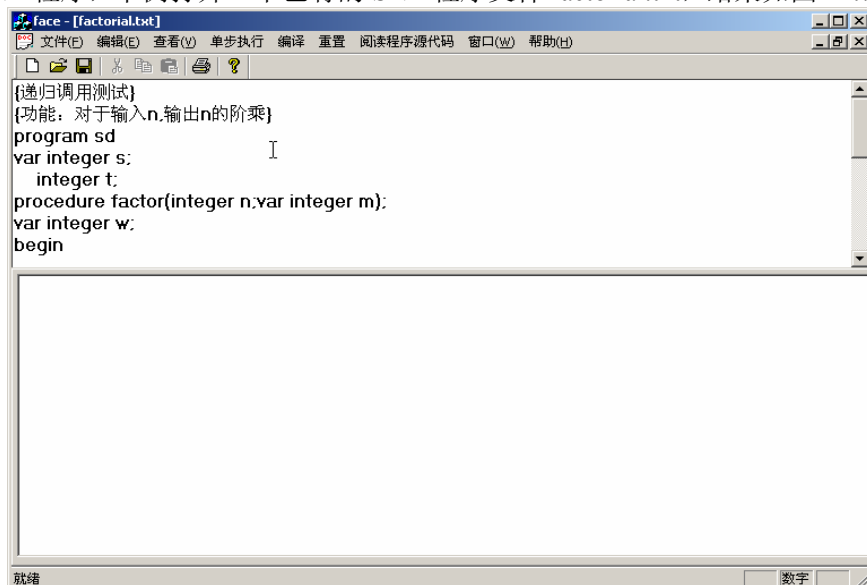 face - [factorial.txt]
文件(F) 编辑(E) 查看(V) 单步执行 编译 重置 阅读程序源代码 窗口(W) 帮助(H)
{递归调用测试}
{功能：对于输入n,输出n的阶乘}
program sd
var integer s;
integer t;
procedure factor(integer n;var integer m);
var integer w;
begin
就绪 数字